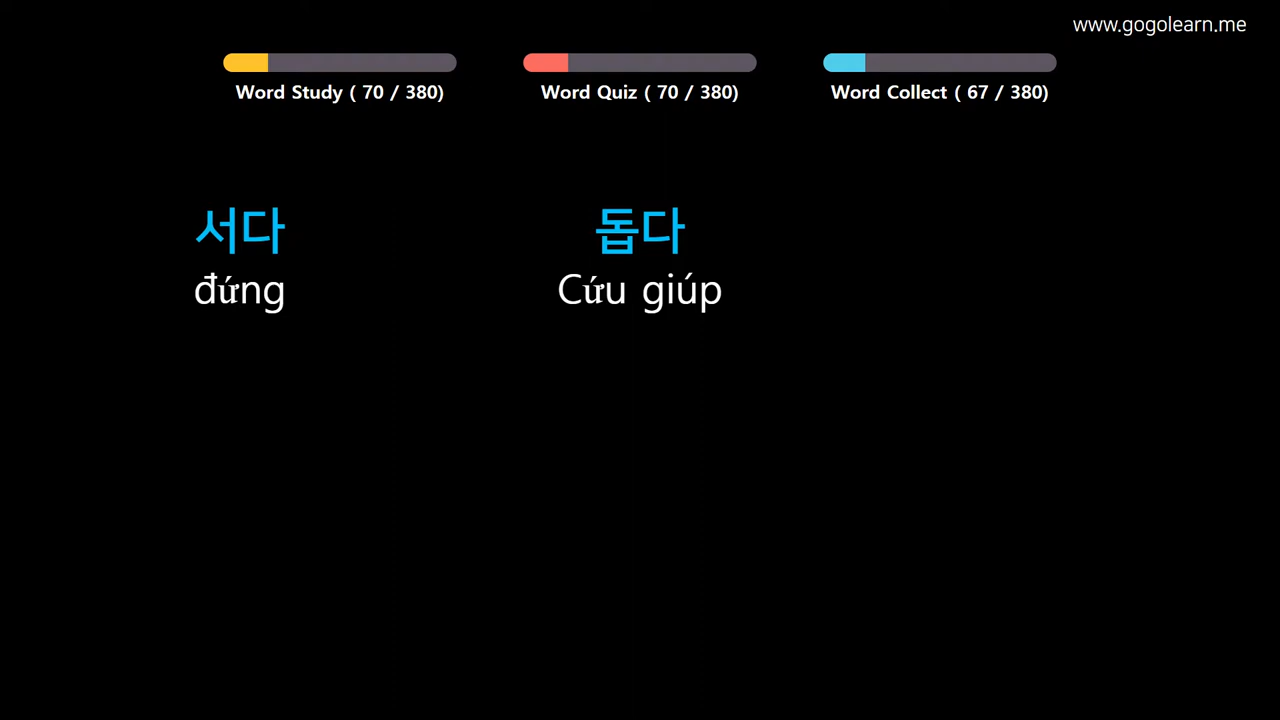 www.gogolearn.me
Word Study ( 70 / 380)
Word Quiz ( 70 / 380)
Word Collect ( 67 / 380)
서다
đứng
돕다
Cứu giúp